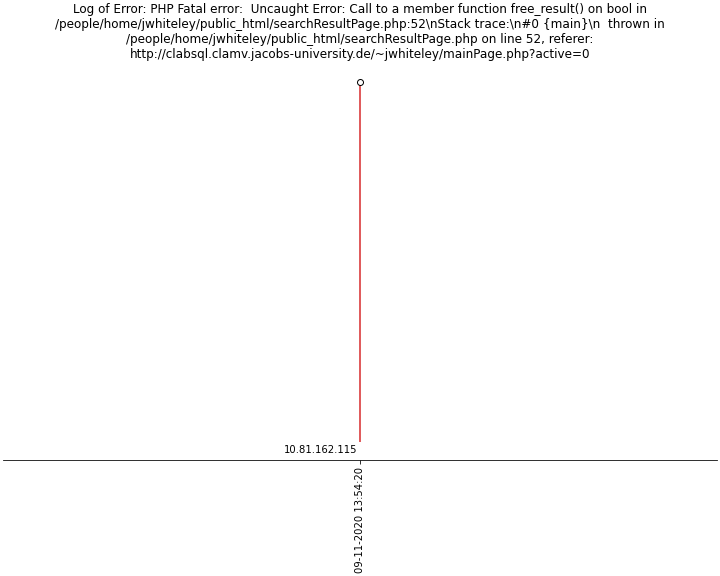 Log of Error: PHP Fatal error:  Uncaught Error: Call to a member function free_result() on bool in
/people/home/jwhiteley/public_html/searchResultPage.php:52\nStack trace:\n#0 {main}\n  thrown in
/people/home/jwhiteley/public_html/searchResultPage.php on line 52, referer:
http://clabsql.clamv.jacobs-university.de/~jwhiteley/mainPage.php?active=0
10.81.162.115
09-11-2020 13:54:20